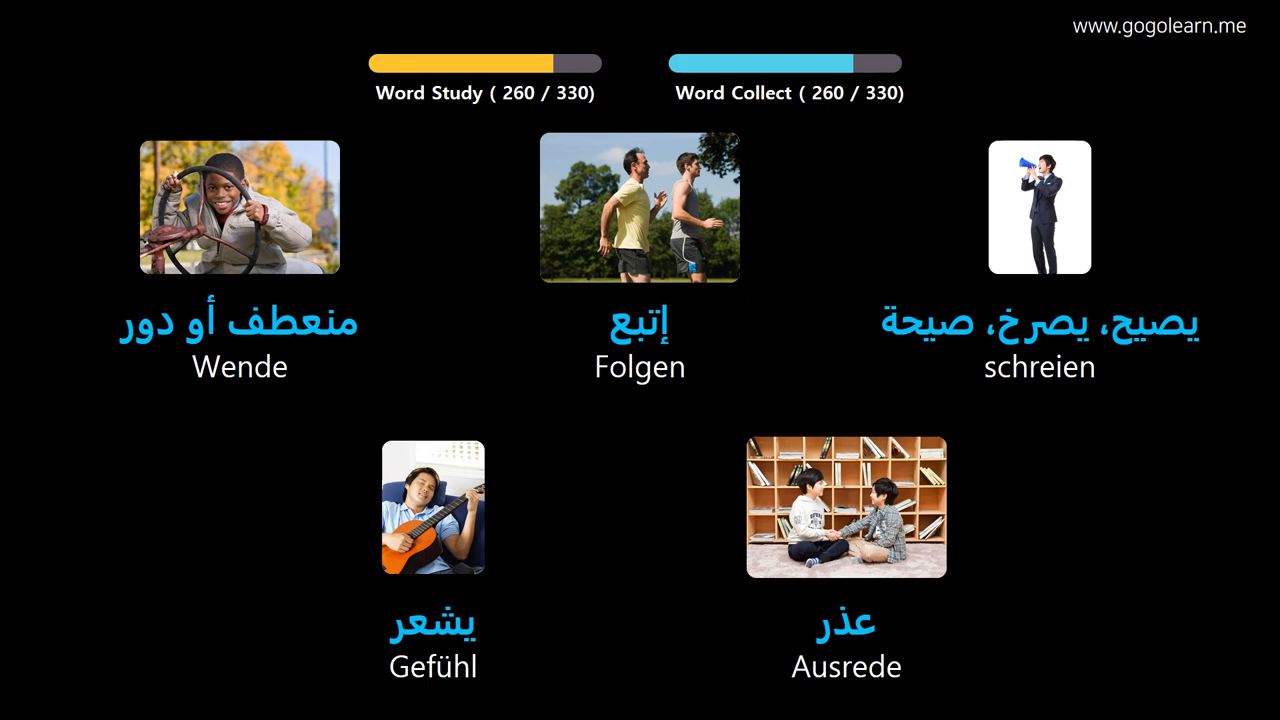 www.gogolearn.me
Word Study ( 260 / 330)
Word Collect ( 260 / 330)
منعطف أو دور
Wende
إتبع
Folgen
يصيح، يصرخ، صيحة
schreien
يشعر
Gefühl
عذر
Ausrede